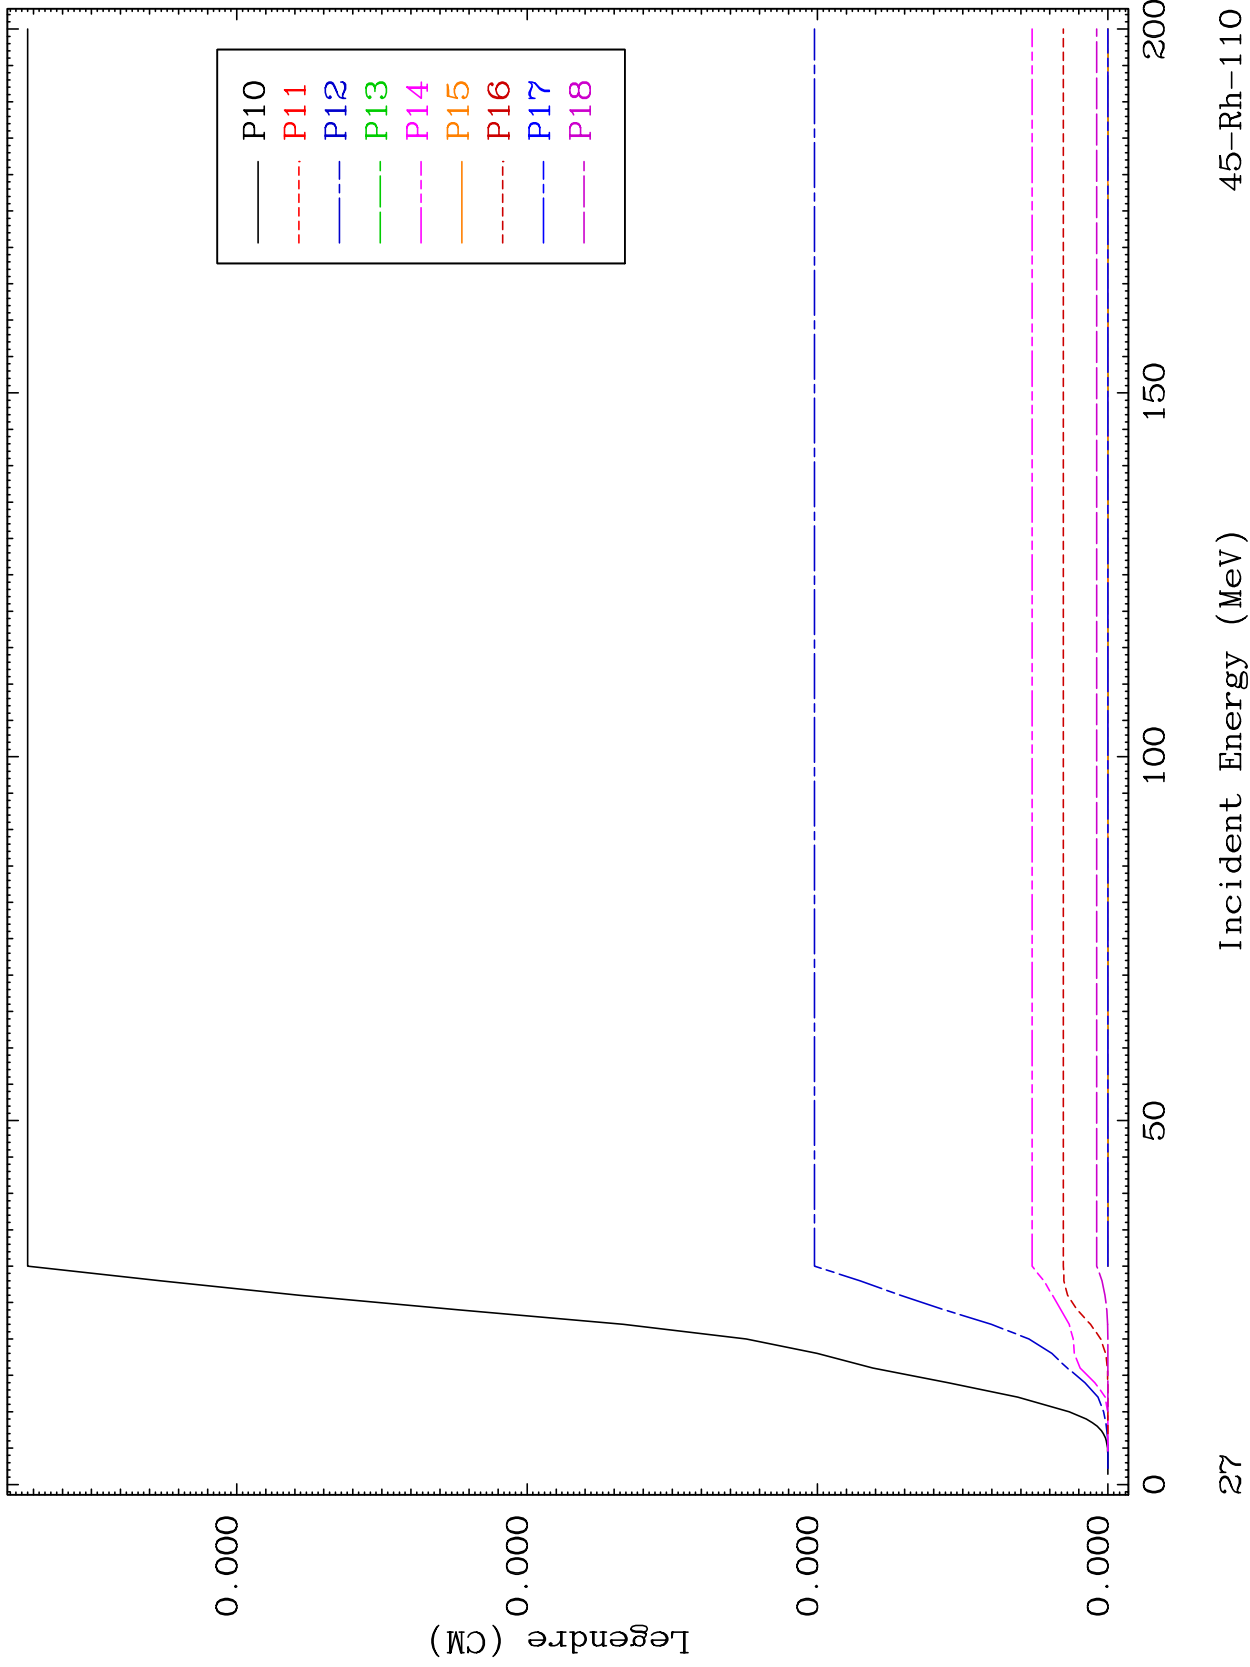 P10
P11
P12
P13
P14
P15
P16
P17
P18
Legendre (CM)
0.000
0.000
0.000
0.000
0
50
100
150
200
Incident Energy (MeV)
27
45-Rh-110